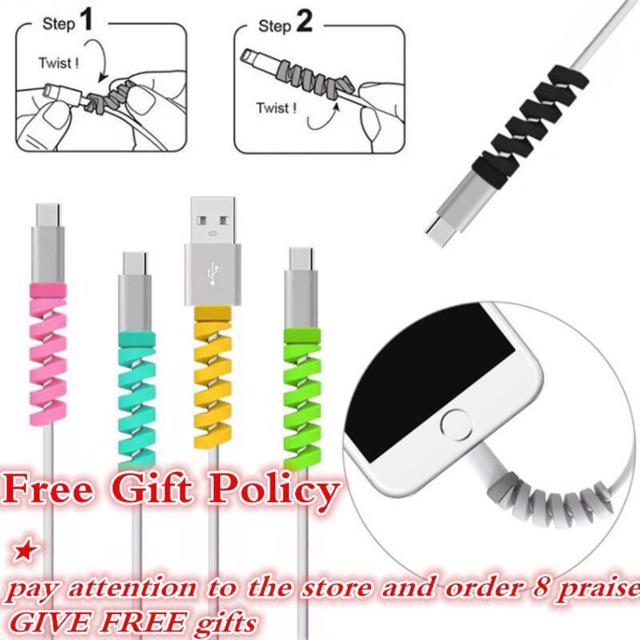 Step 1
Twist !
Step 2
Twist !
Free Gift Policy
★
pay attention to the store and order 8 praise
GIVE FREE gifts